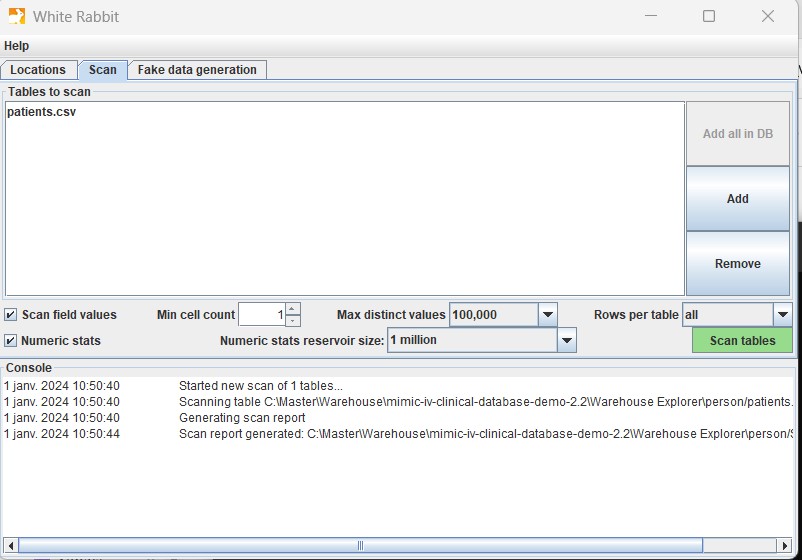 White Rabbit
Help
Locations Scan Fake data generation
Tables to scan
patients.csv
Add all in DB
Add
Remove
Scan field values Min cell count 1 Max distinct values 100,000 Rows per table all
Numeric stats Numeric stats reservoir size: 1 million Scan tables
Console
1 janv. 2024 10:50:40 Started new scan of 1 tables...
1 janv. 2024 10:50:40 Scanning table C:\Master\Warehouse\mimic-iv-clinical-database-demo-2.2\Warehouse Explorer\person/patients.
1 janv. 2024 10:50:40 Generating scan report
1 janv. 2024 10:50:44 Scan report generated: C:\Master\Warehouse\mimic-iv-clinical-database-demo-2.2\Warehouse Explorer\person/S